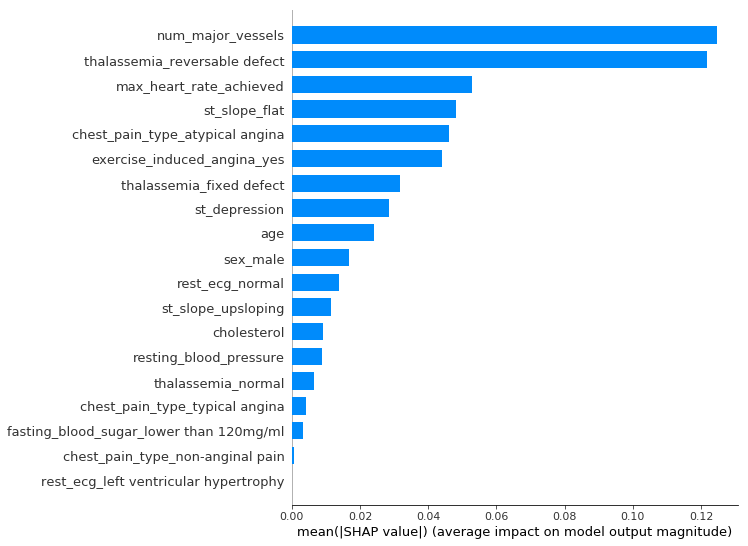 num_major_vessels
thalassemia_reversable defect
max_heart_rate_achieved
st_slope_flat
chest_pain_type_atypical angina
exercise_induced_angina_yes
thalassemia_fixed defect
st_depression
age
sex_male
rest_ecg_normal
st_slope_upsloping
cholesterol
resting_blood_pressure
thalassemia_normal
chest_pain_type_typical angina
fasting_blood_sugar_lower than 120mg/ml
chest_pain_type_non-anginal pain
rest_ecg_left ventricular hypertrophy
0.00 0.02 0.04 0.06 0.08 0.10 0.12
mean(|SHAP value|) (average impact on model output magnitude)